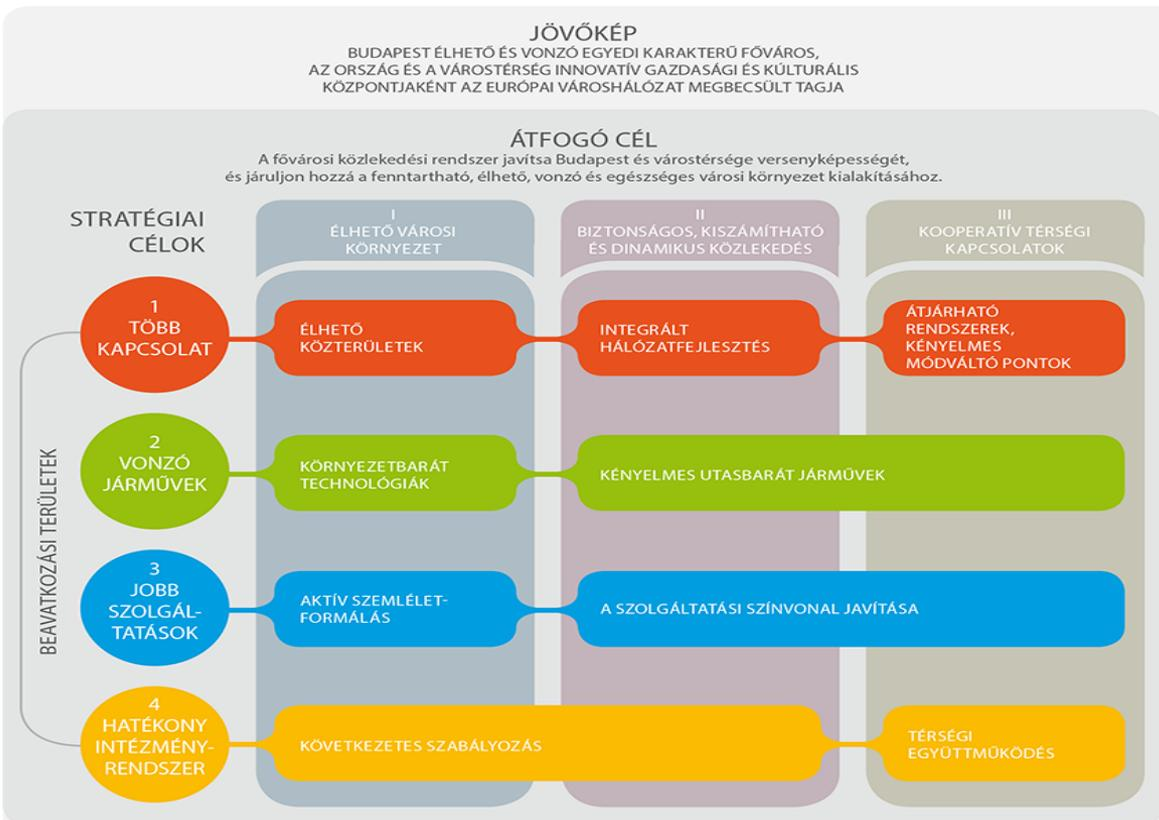 JÖVŐKÉP
BUDAPEST ÉLHETŐ ÉS VONZÓ EGYEDI KARAKTERŰ FŐVÁROS,
AZ ORSZÁG ÉS A VÁROSTÉRSÉG INNOVATÍV GAZDASÁGI ÉS KÚLTURÁLIS
KÖZPONTJAKÉNT AZ EURÓPAI VÁROSHÁLÓZAT MEGBECSÜLT TAGJA
ÁTFOGÓ CÉL
A fővárosi közlekedési rendszer javítsa Budapest és várostérsége versenyképességét,
és járuljon hozzá a fenntartható, élhető, vonzó és egészséges városi környezet kialakításához.
STRATÉGIAI
CÉLOK
I
ÉLHETŐ VÁROSI
KÖRNYEZET
II
BIZTONSÁGOS, KISZÁMÍTHATÓ
ÉS DINAMIKUS KÖZLEKEDÉS
III
KOOPERATÍV TÉRSÉGI
KAPCSOLATOK
BEAVATKOZÁSI TERÜLETEK
1
TÖBB
KAPCSOLAT
ÉLHETŐ
KÖZTERÜLETEK
INTEGRÁLT
HÁLÓZATFEJLESZTÉS
ÁTJÁRHATÓ
RENDSZEREK,
KÉNYELMES
MÓDVÁLTÓ PONTOK
2
VONZÓ
JÁRMŰVEK
KÖRNYEZETBARÁT
TECHNOLÓGIÁK
KÉNYELMES UTASBARÁT JÁRMŰVEK
3
JOBB
SZOLGÁL-
TATÁSOK
AKTÍV SZEMLÉLET-
FORMÁLÁS
A SZOLGÁLTATÁSI SZÍNVONAL JAVÍTÁSA
4
HATÉKONY
INTÉZMÉNY-
RENDSZER
KÖVETKEZETES SZABÁLYOZÁS
TÉRSÉGI
EGYÜTTMŰKÖDÉS